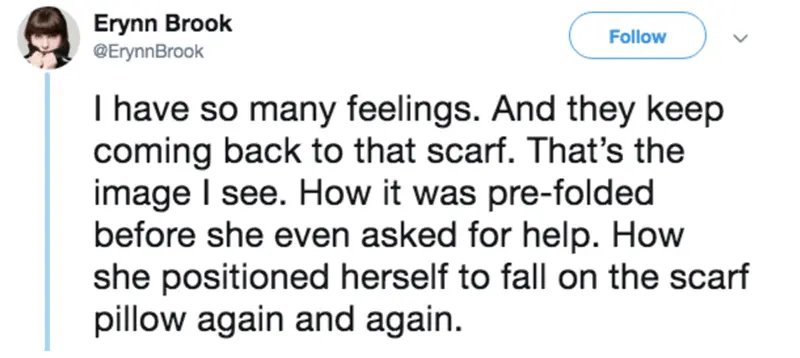 Erynn Brook
@ErynnBrook
Follow
I have so many feelings. And they keep
coming back to that scarf. That’s the
image I see. How it was pre-folded
before she even asked for help. How
she positioned herself to fall on the scarf
pillow again and again.